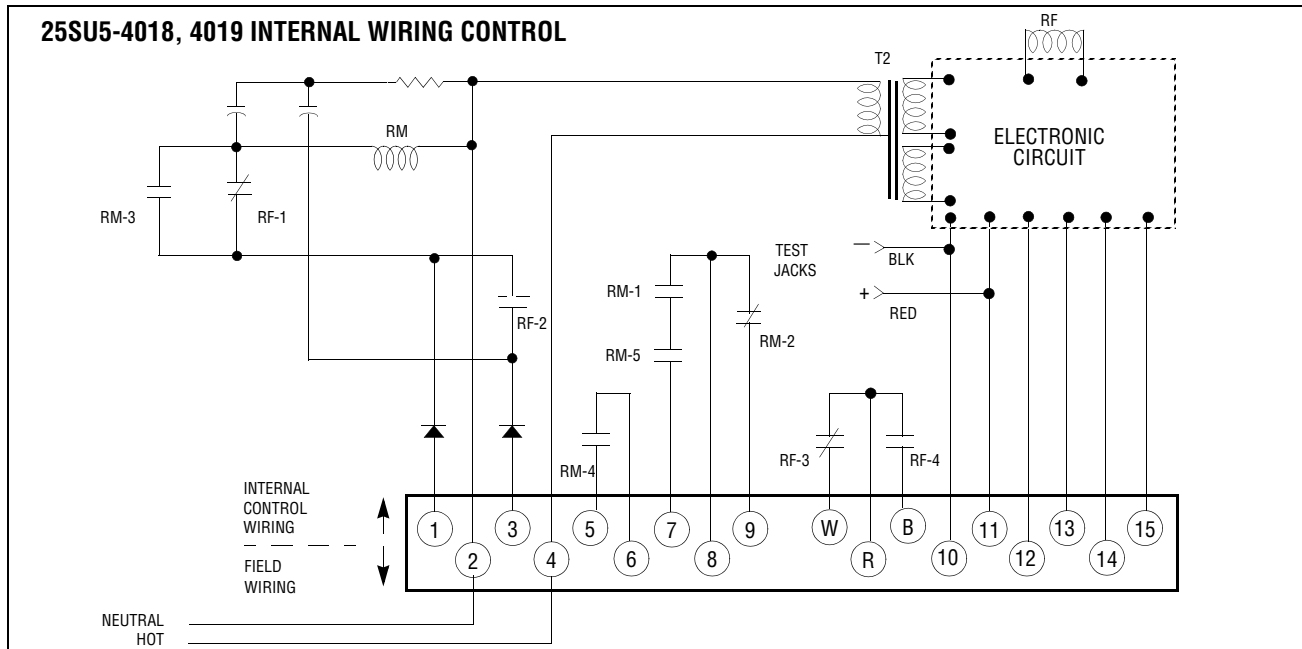 25SU5-4018, 4019 INTERNAL WIRING CONTROL
RF
T2
RM
ELECTRONIC
CIRCUIT
RM-3
RF-1
TEST
JACKS
—
BLK
+
RED
RM-1
RF-2
RM-2
RM-5
RM-4
RF-3
RF-4
INTERNAL
CONTROL
WIRING
FIELD
WIRING
1
2
3
4
5
6
7
8
9
W
R
B
10
11
12
13
14
15
NEUTRAL
HOT